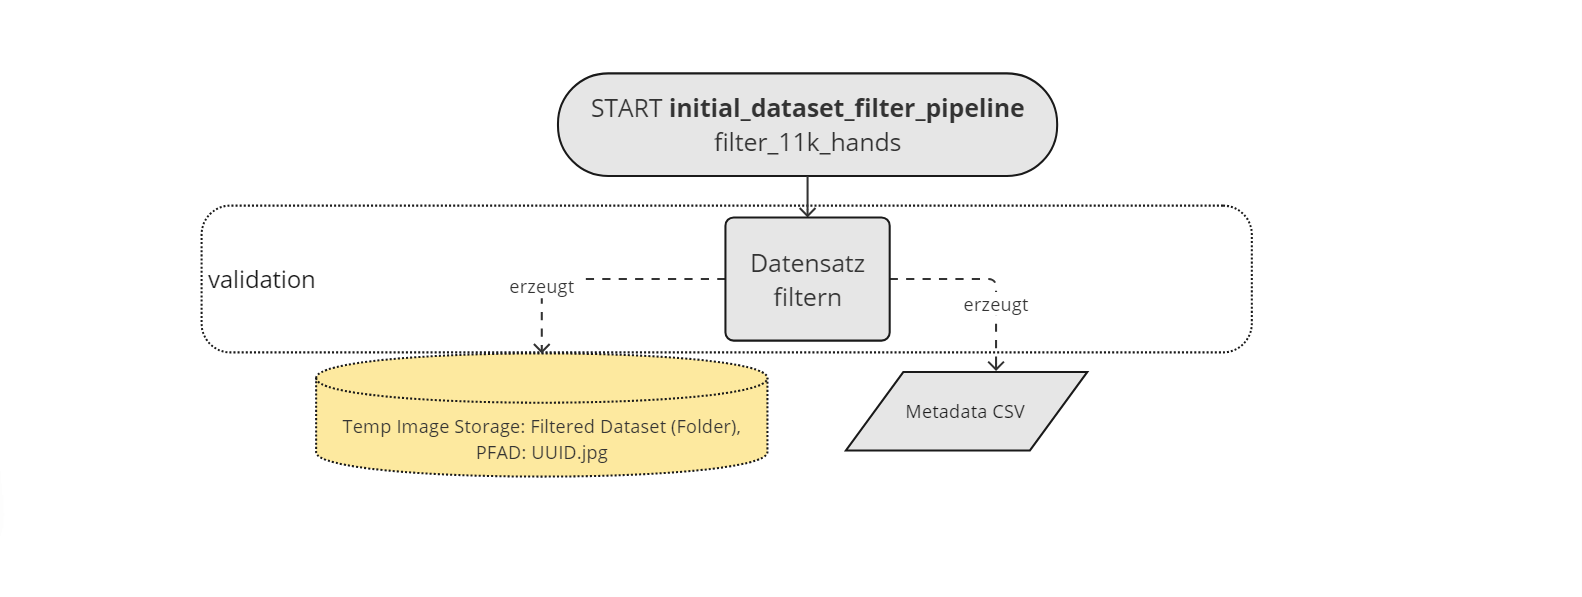 START initial_dataset_filter_pipeline
filter_11k_hands
validation
Datensatz
filtern
erzeugt
erzeugt
Temp Image Storage: Filtered Dataset (Folder),
PFAD: UUID.jpg
Metadata CSV